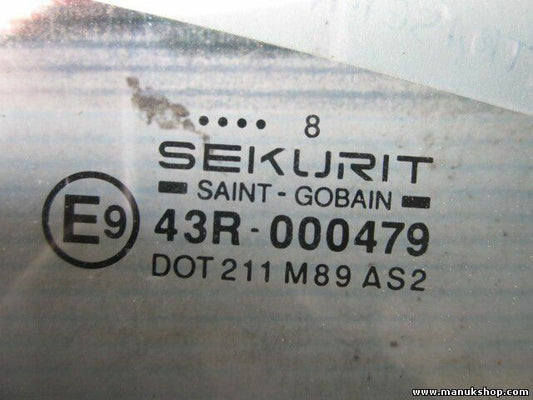 •••• 8
SEKURIT
SAINT-GOBAIN
E9 43R-000479
DOT 211 M89 AS2
www.manukshop.com